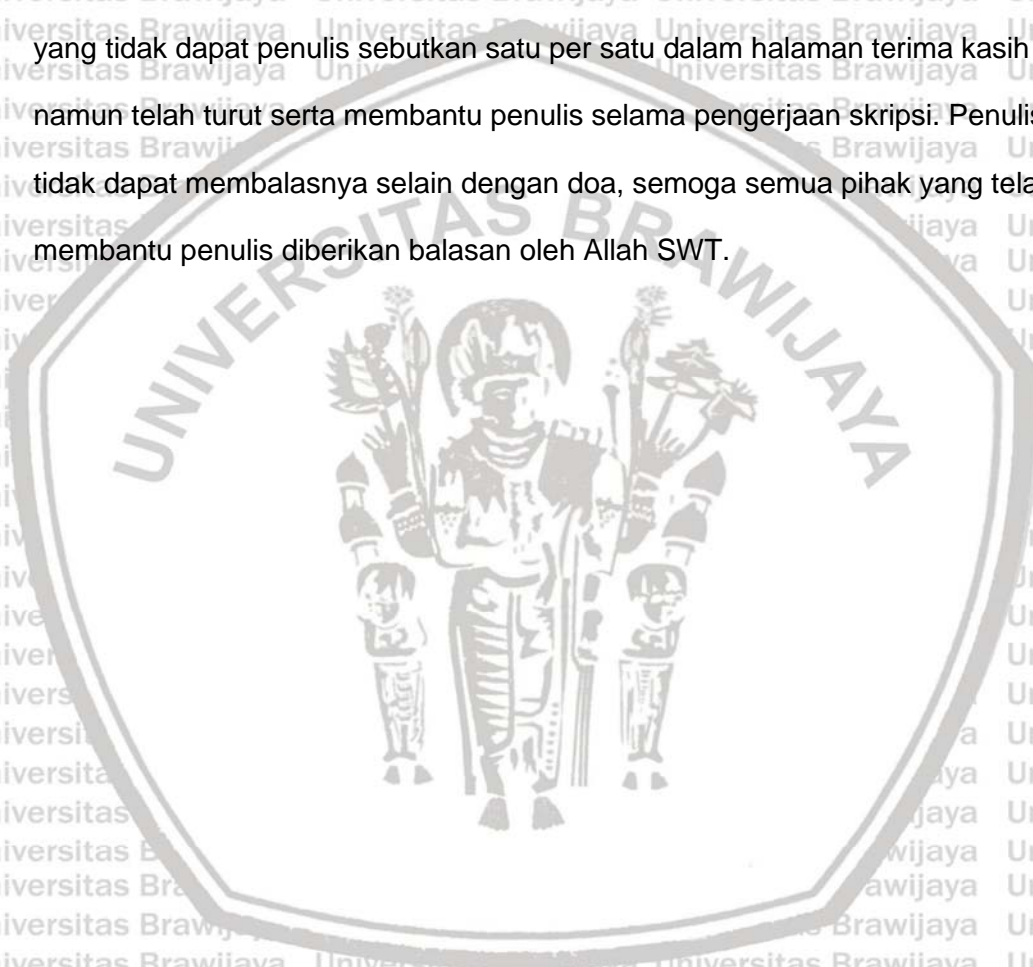 yang tidak dapat penulis sebutkan satu per satu dalam halaman terima kasih
namun telah turut serta membantu penulis selama pengerjaan skripsi. Penulis
tidak dapat membalasnya selain dengan doa, semoga semua pihak yang tela
membantu penulis diberikan balasan oleh Allah SWT.
UNIVERSITAS BRAWIJAYA